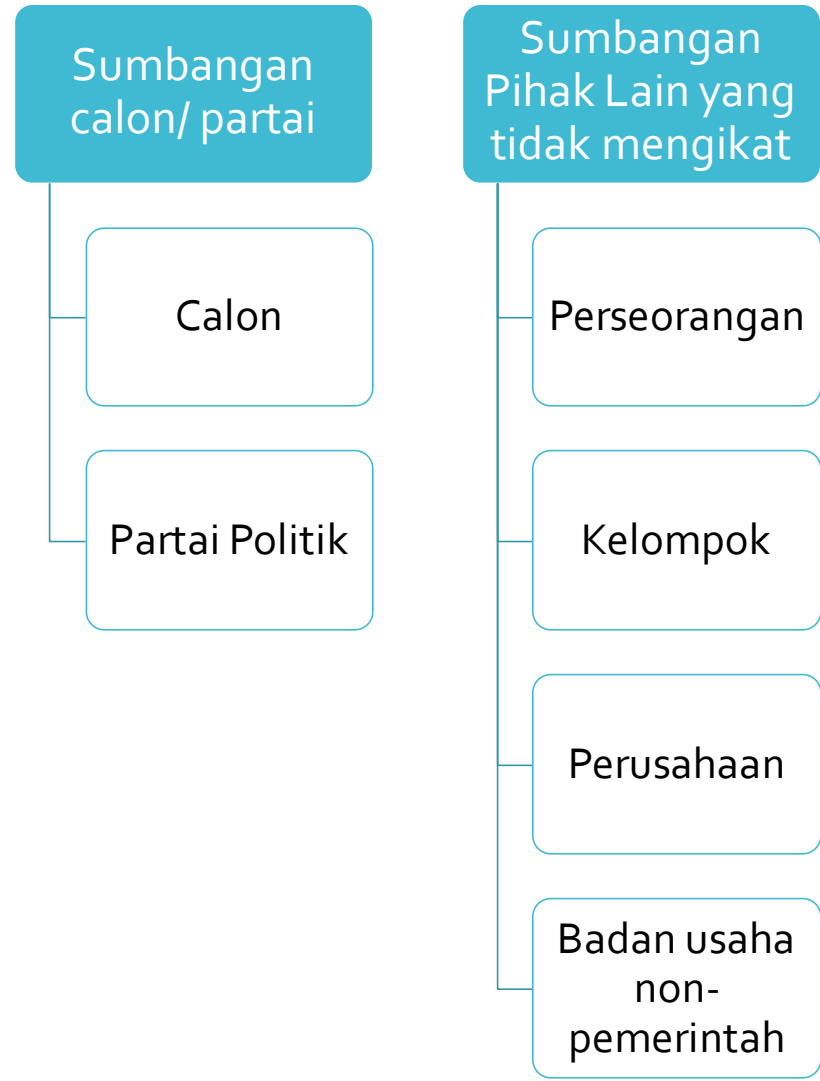 Sumbangan
calon/ partai
Calon
Partai Politik
Sumbangan
Pihak Lain yang
tidak mengikat
Perseorangan
Kelompok
Perusahaan
Badan usaha
non-
pemerintah